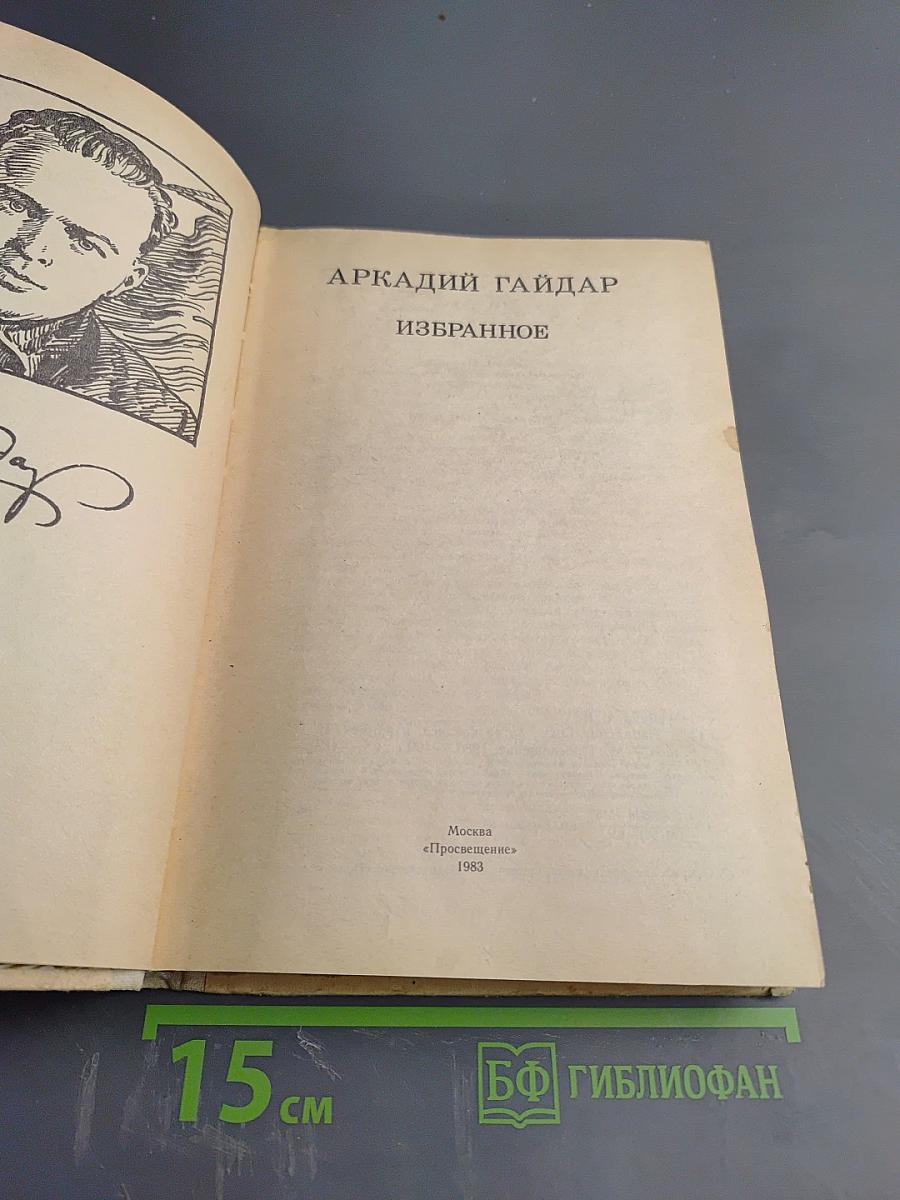 АРКАДИЙ ГАЙДАР
ИЗБРАННОЕ
Москва
«Просвещение»
1983
15 см
БФ ГИБЛИОФАН